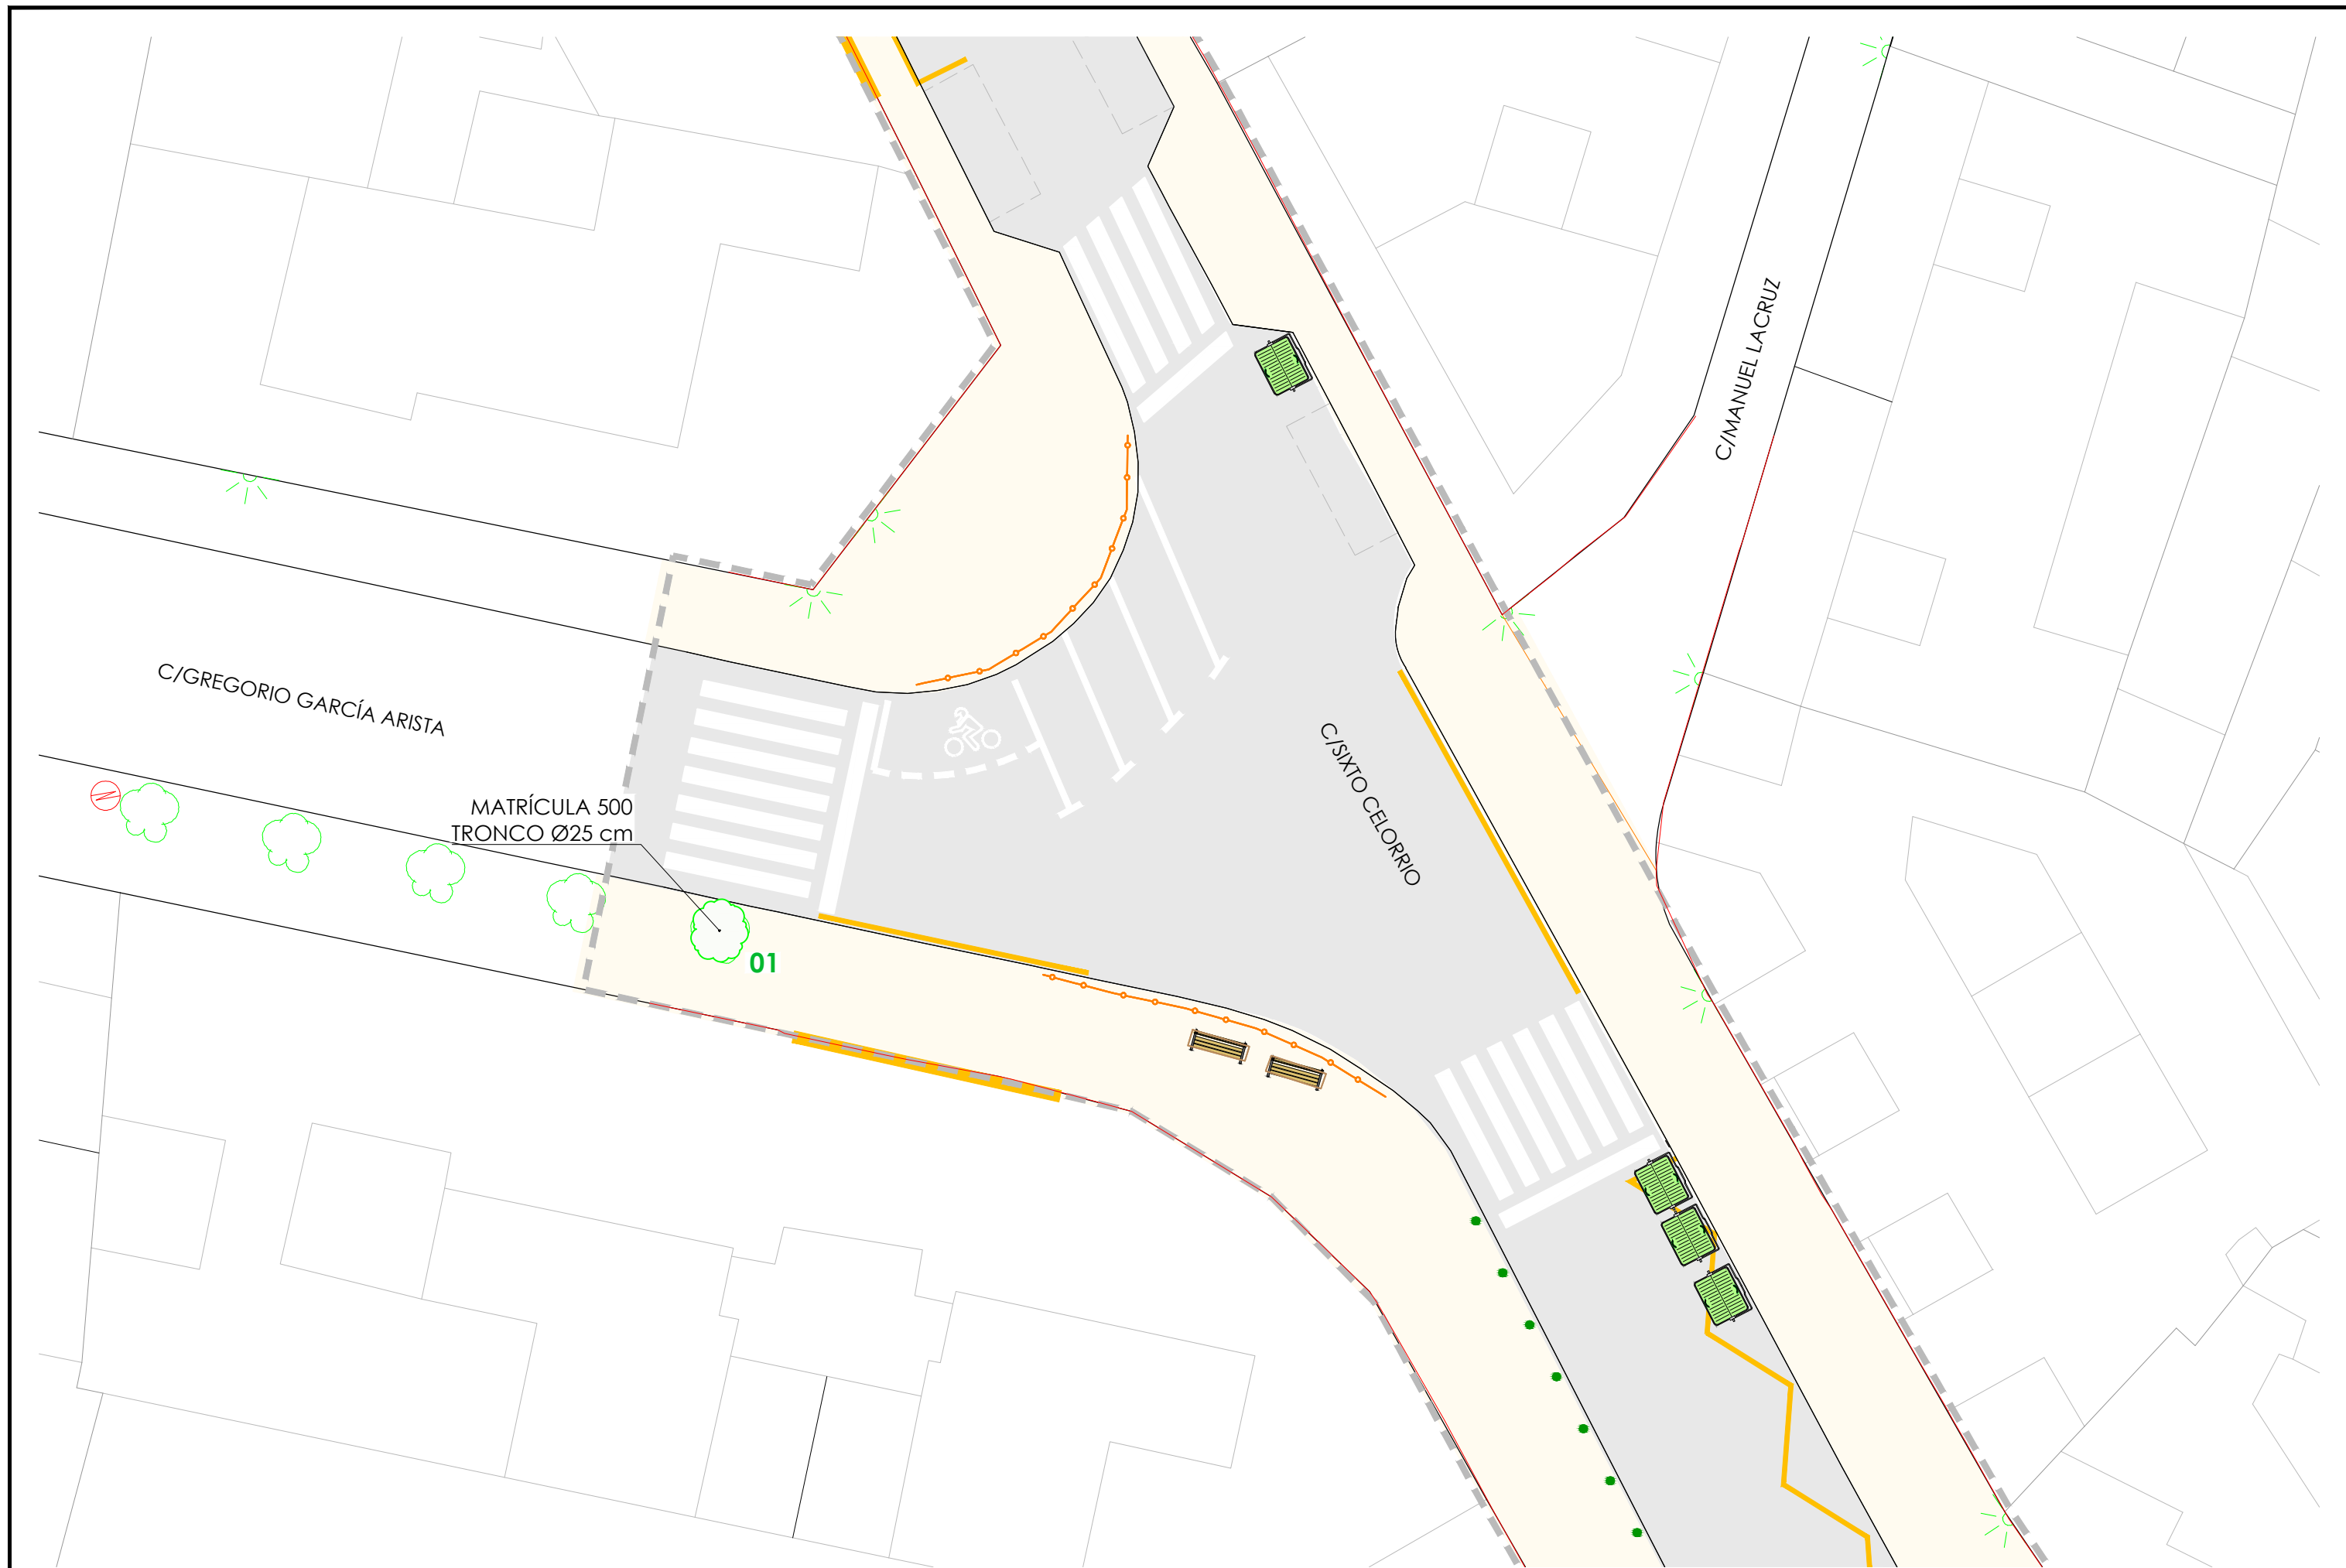 C/MANUEL LACRUZ
C/GREGORIO GARCÍA ARISTA
C/SIXTO CELORRIO
MATRÍCULA 500
TRONCO Ø25 cm
01